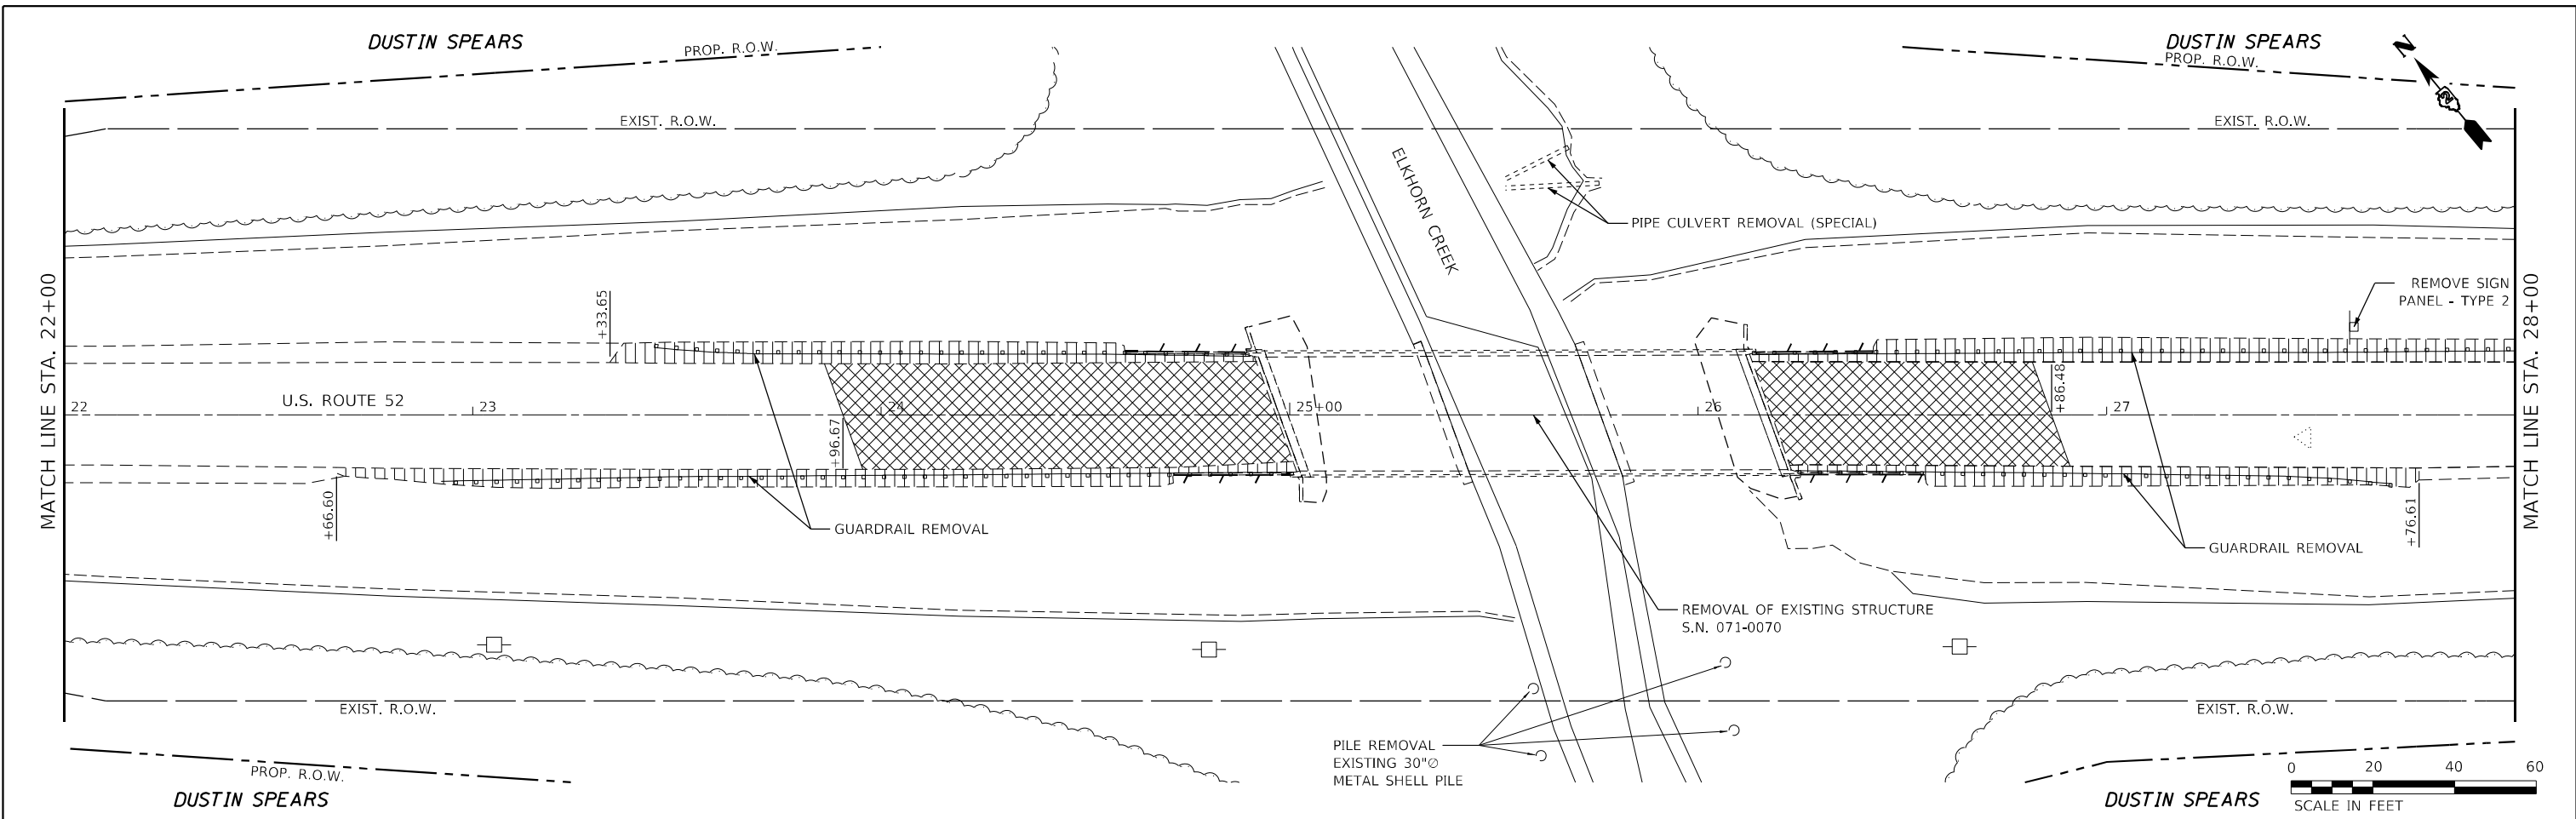 DUSTIN SPEARS
PROP. R.O.W.
DUSTIN SPEARS
PROP. R.O.W.
N
EXIST. R.O.W.
EXIST. R.O.W.
ELKHORN CREEK
PIPE CULVERT REMOVAL (SPECIAL)
MATCH LINE STA. 22+00
MATCH LINE STA. 28+00
REMOVE SIGN
PANEL - TYPE 2
+33.65
+86.48
22
U.S. ROUTE 52
23
24
25+00
26
27
+96.67
+66.60
+76.61
GUARDRAIL REMOVAL
GUARDRAIL REMOVAL
REMOVAL OF EXISTING STRUCTURE
S.N. 071-0070
EXIST. R.O.W.
EXIST. R.O.W.
PILE REMOVAL
EXISTING 30"∅
METAL SHELL PILE
PROP. R.O.W.
DUSTIN SPEARS
DUSTIN SPEARS
0 20 40 60
SCALE IN FEET